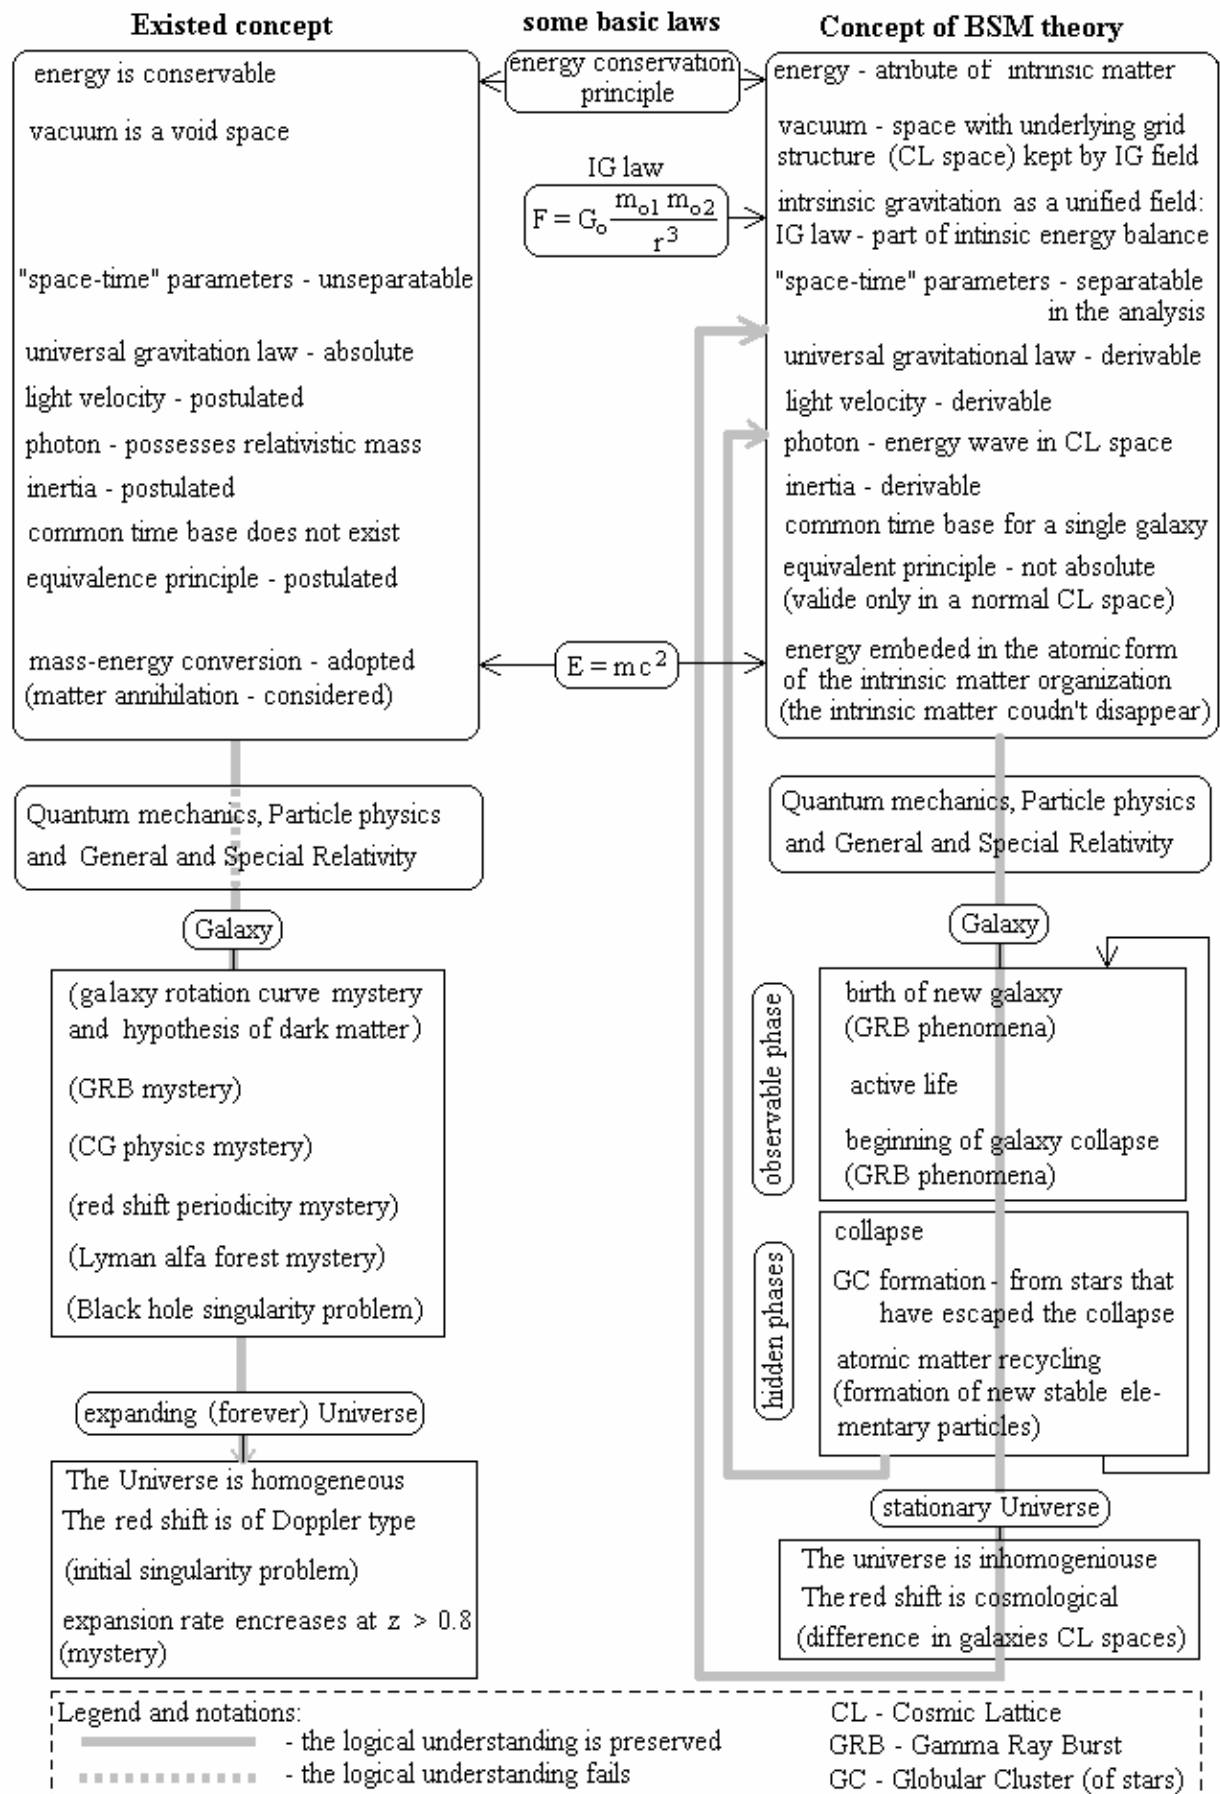 Existed concept
energy is conservable
vacuum is a void space
"space-time" parameters - unseparatable
universal gravitation law - absolute
light velocity - postulated
photon - possesses relativistic mass
inertia - postulated
common time base does not exist
equivalence principle - postulated
mass-energy conversion - adopted
(matter annihilation - considered)
some basic laws
energy conservation
principle
IG law
F = G₀ m₀₁ m₀₂ / r³
E = mc²
Concept of BSM theory
energy - atribute of intrinsic matter
vacuum - space with underlying grid
structure (CL space) kept by IG field
intrsinsic gravitation as a unified field:
IG law - part of intinsic energy balance
"space-time" parameters - separatable
in the analysis
universal gravitational law - derivable
light velocity - derivable
photon - energy wave in CL space
inertia - derivable
common time base for a single galaxy
equivalent principle - not absolute
(valide only in a normal CL space)
energy embeded in the atomic form
of the intrinsic matter organization
(the intrinsic matter coudn't disappear)
Quantum mechanics, Particle physics
and General and Special Relativity
Galaxy
(galaxy rotation curve mystery
and hypothesis of dark matter)
(GRB mystery)
(CG physics mystery)
(red shift periodicity mystery)
(Lyman alfa forest mystery)
(Black hole singularity problem)
expanding (forever) Universe
The Universe is homogeneous
The red shift is of Doppler type
(initial singularity problem)
expansion rate encreases at z > 0.8
(mystery)
Quantum mechanics, Particle physics
and General and Special Relativity
Galaxy
observable phase
birth of new galaxy
(GRB phenomena)
active life
beginning of galaxy collapse
(GRB phenomena)
hidden phases
collapse
GC formation - from stars that
have escaped the collapse
atomic matter recycling
(formation of new stable ele-
mentary particles)
stationary Universe
The universe is inhomogeniouse
The red shift is cosmological
(difference in galaxies CL spaces)
Legend and notations:
- the logical understanding is preserved
- the logical understanding fails
CL - Cosmic Lattice
GRB - Gamma Ray Burst
GC - Globular Cluster (of stars)